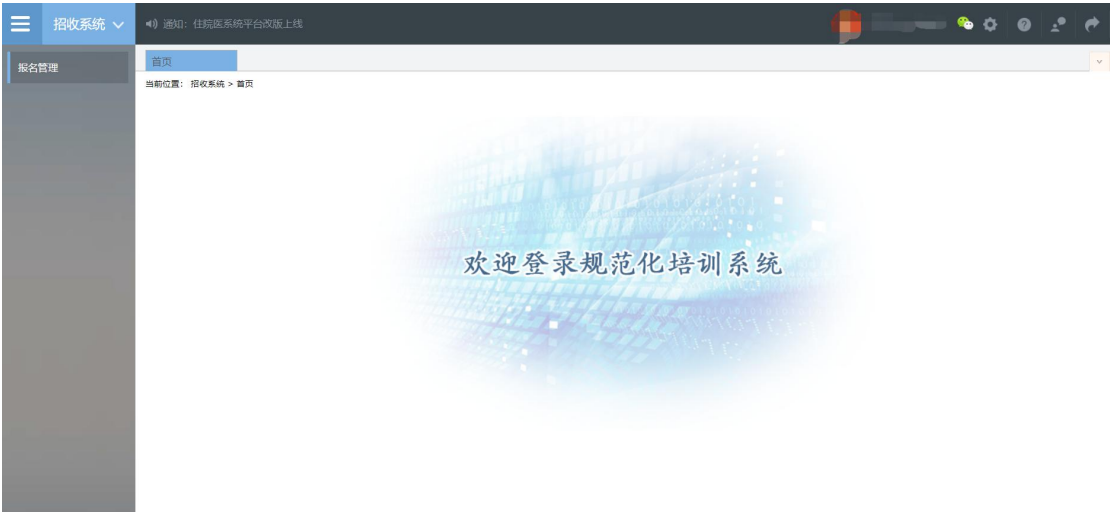 招收系统
通知：住院医系统平台改版上线
报名管理
首页
当前位置： 招收系统 > 首页
欢迎登录规范化培训系统